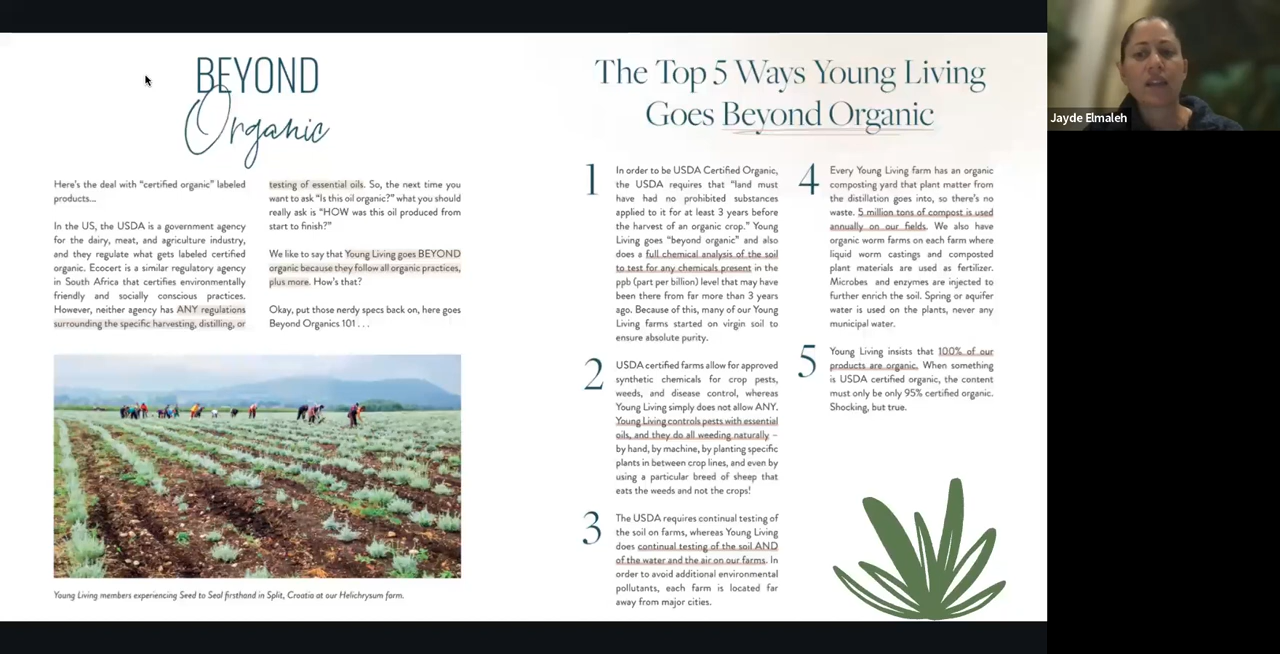 BEYOND
Organic
Here's the deal with "certified organic" labeled
products...
In the US, the USDA is a government agency
for the dairy, meat, and agriculture industry,
and they regulate what gets labeled certified
organic. Ecocert is a similar regulatory agency
in South Africa that certifies environmentally
friendly and socially conscious practices.
However, neither agency has ANY regulations
surrounding the specific harvesting, distilling, or
testing of essential oils. So, the next time you
want to ask "Is this oil organic?" what you should
really ask is "HOW was this oil produced from
start to finish?"
We like to say that Young Living goes BEYOND
organic because they follow all organic practices,
plus more. How's that?
Okay, put those nerdy specs back on, here goes
Beyond Organics 101 . . .
Young Living members experiencing Seed to Seal firsthand in Split, Croatia at our Helichrysum farm.
The Top 5 Ways Young Living
Goes Beyond Organic
1
In order to be USDA Certified Organic,
the USDA requires that "land must
have had no prohibited substances
applied to it for at least 3 years before
the harvest of an organic crop." Young
Living goes "beyond organic" and also
does a full chemical analysis of the soil
to test for any chemicals present in the
ppb (part per billion) level that may have
been there from far more than 3 years
ago. Because of this, many of our Young
Living farms started on virgin soil to
ensure absolute purity.
2
USDA certified farms allow for approved
synthetic chemicals for crop pests,
weeds, and disease control, whereas
Young Living simply does not allow ANY.
Young Living controls pests with essential
oils, and they do all weeding naturally –
by hand, by machine, by planting specific
plants in between crop lines, and even by
using a particular breed of sheep that
eats the weeds and not the crops!
3
The USDA requires continual testing of
the soil on farms, whereas Young Living
does continual testing of the soil AND
of the water and the air on our farms. In
order to avoid additional environmental
pollutants, each farm is located far
away from major cities.
4
Every Young Living farm has an organic
composting yard that plant matter from
the distillation goes into, so there's no
waste. 5 million tons of compost is used
annually on our fields. We also have
organic worm farms on each farm where
liquid worm castings and composted
plant materials are used as fertilizer.
Microbes and enzymes are injected to
further enrich the soil. Spring or aquifer
water is used on the plants, never any
municipal water.
5
Young Living insists that 100% of our
products are organic. When something
is USDA certified organic, the content
must only be only 95% certified organic.
Shocking, but true.
Jayde Elmaleh